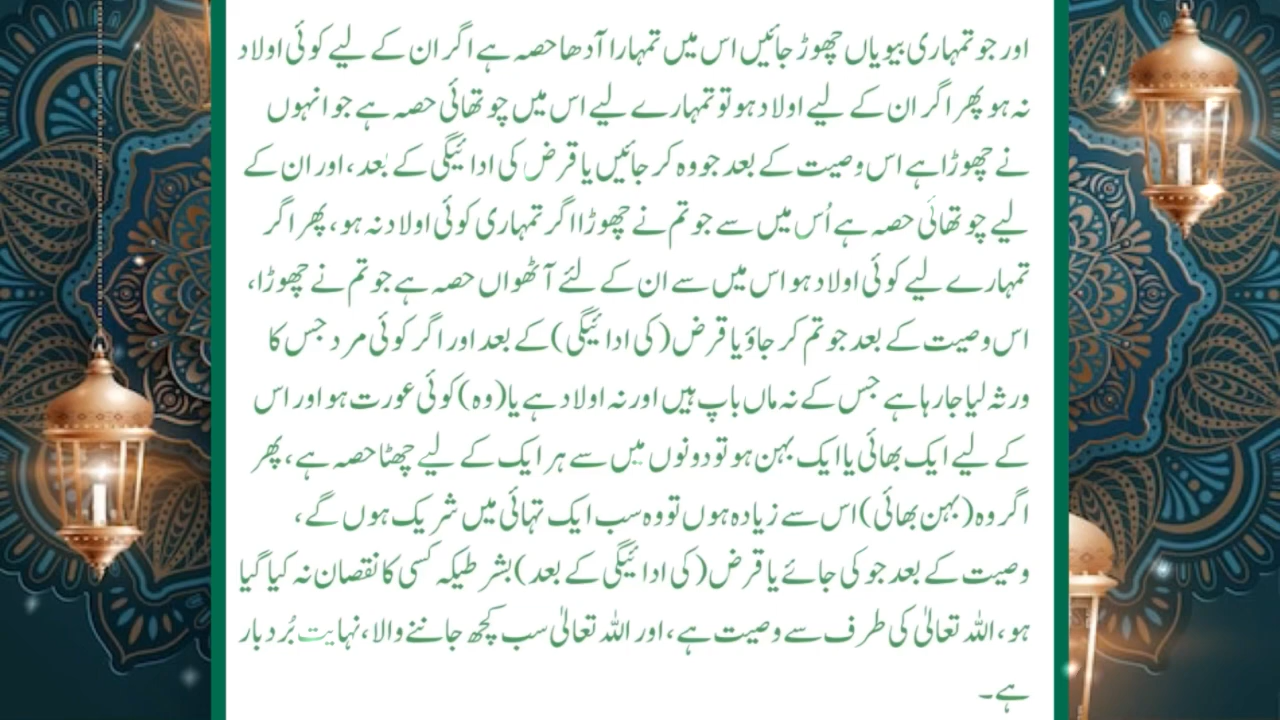 اور جو تمہاری بیویاں چھوڑ جائیں اس میں تمہارا آدھا حصہ ہے اگر ان کے لیے کوئی اولاد
نہ ہو پھر اگر ان کے لیے اولاد ہو تو تمہارے لیے اس میں چوتھائی حصہ ہے جو انہوں
نے چھوڑا ہے اس وصیت کے بعد جو وہ کر جائیں یا قرض کی ادائیگی کے بعد، اور ان کے
لیے چوتھائی حصہ ہے اُس میں سے جو تم نے چھوڑا اگر تمہاری کوئی اولاد نہ ہو، پھر اگر
تمہارے لیے کوئی اولاد ہو اس میں سے ان کے لئے آٹھواں حصہ ہے جو تم نے چھوڑا،
اس وصیت کے بعد جو تم کر جاؤ یا قرض (کی ادائیگی) کے بعد اور اگر کوئی مرد جس کا
ورثہ لیا جا رہا ہے جس کے نہ ماں باپ ہیں اور نہ اولاد ہے یا (وہ) کوئی عورت ہو اور اس
کے لیے ایک بھائی یا ایک بہن ہو تو دونوں میں سے ہر ایک کے لیے چھٹا حصہ ہے، پھر
اگر وہ (بہن بھائی) اس سے زیادہ ہوں تو وہ سب ایک تہائی میں شریک ہوں گے،
وصیت کے بعد جو کی جائے یا قرض (کی ادائیگی کے بعد) بشرطیکہ کسی کا نقصان نہ کیا گیا
ہو، اللہ تعالیٰ کی طرف سے وصیت ہے، اور اللہ تعالیٰ سب کچھ جاننے والا، نہایت بُردبار
ہے۔